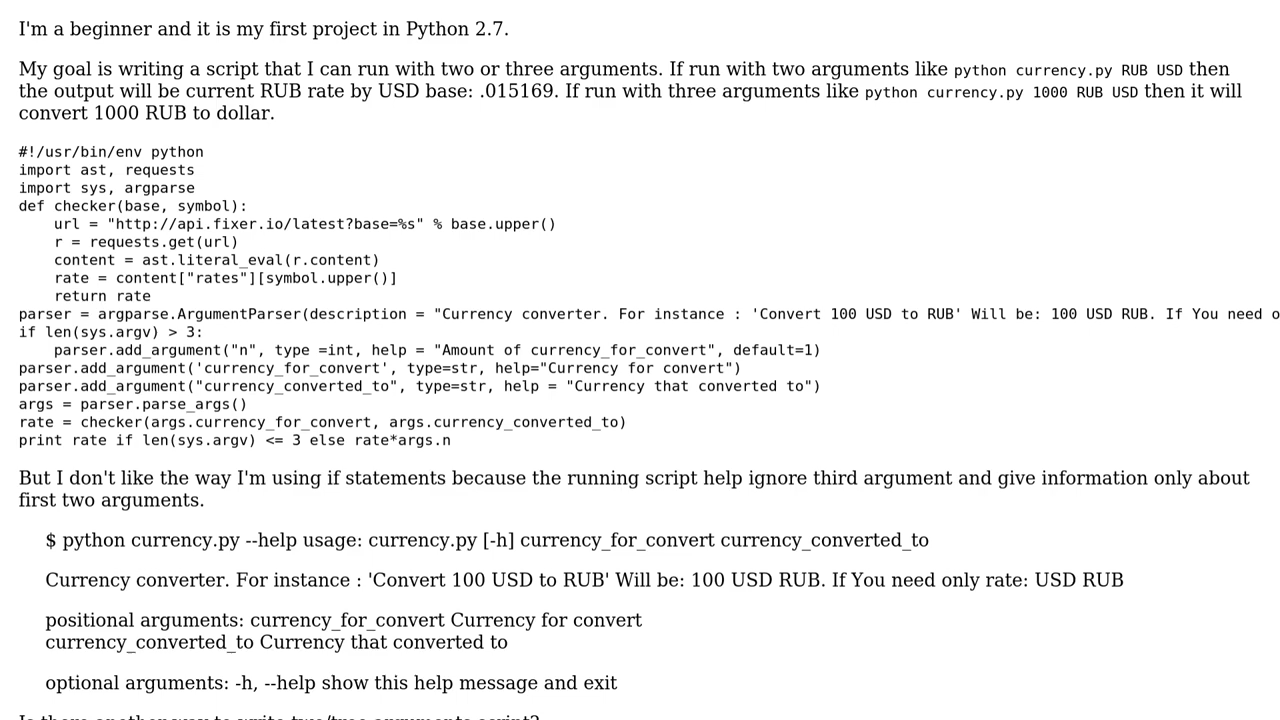 I'm a beginner and it is my first project in Python 2.7.
My goal is writing a script that I can run with two or three arguments. If run with two arguments like python currency.py RUB USD then
the output will be current RUB rate by USD base: .015169. If run with three arguments like python currency.py 1000 RUB USD then it will
convert 1000 RUB to dollar.
#!/usr/bin/env python
import ast, requests
import sys, argparse
def checker(base, symbol):
    url = "http://api.fixer.io/latest?base=%s" % base.upper()
    r = requests.get(url)
    content = ast.literal_eval(r.content)
    rate = content["rates"][symbol.upper()]
    return rate
parser = argparse.ArgumentParser(description = "Currency converter. For instance : 'Convert 100 USD to RUB' Will be: 100 USD RUB. If You need o
if len(sys.argv) > 3:
    parser.add_argument("n", type =int, help = "Amount of currency_for_convert", default=1)
parser.add_argument('currency_for_convert', type=str, help="Currency for convert")
parser.add_argument("currency_converted_to", type=str, help = "Currency that converted to")
args = parser.parse_args()
rate = checker(args.currency_for_convert, args.currency_converted_to)
print rate if len(sys.argv) <= 3 else rate*args.n
But I don't like the way I'm using if statements because the running script help ignore third argument and give information only about
first two arguments.
$ python currency.py --help usage: currency.py [-h] currency_for_convert currency_converted_to
Currency converter. For instance : 'Convert 100 USD to RUB' Will be: 100 USD RUB. If You need only rate: USD RUB
positional arguments: currency_for_convert Currency for convert
currency_converted_to Currency that converted to
optional arguments: -h, --help show this help message and exit